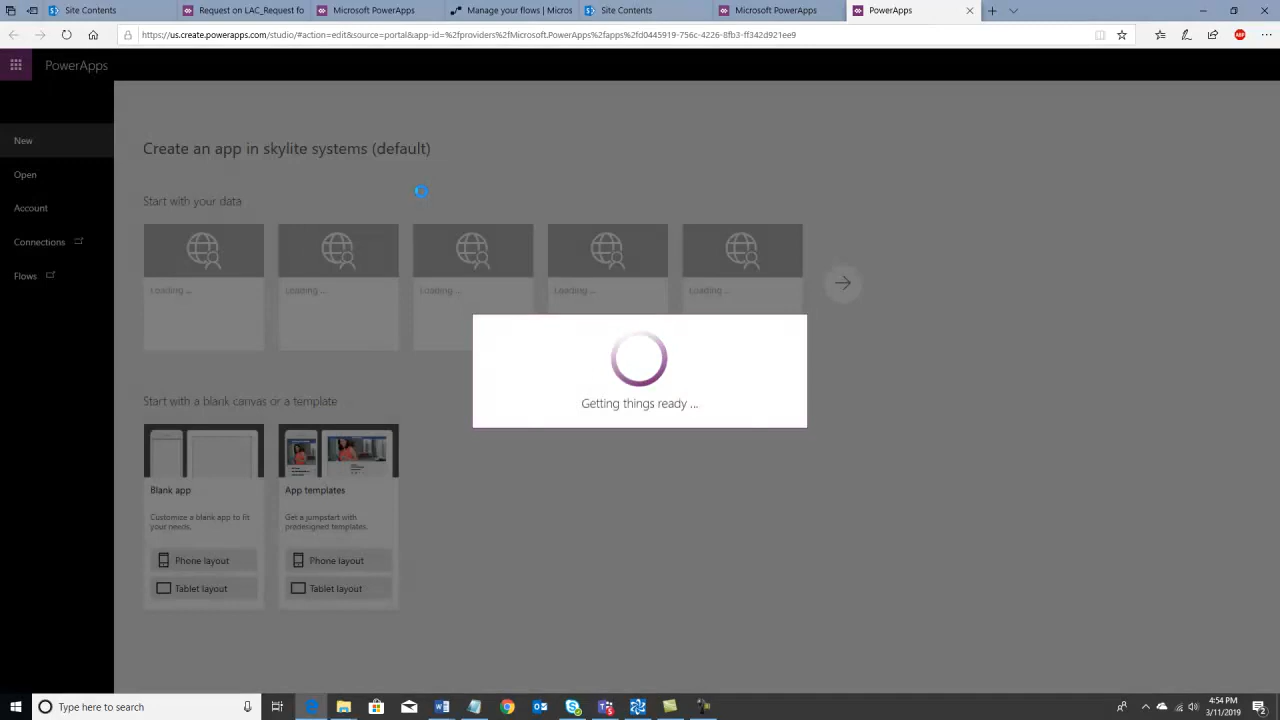 Site Contents
Request on LAC_Request fo
Microsoft PowerApps
Manage your flows | Micros
Site Contents
Microsoft PowerApps
PowerApps
https://us.create.powerapps.com/studio/#action=edit&source=portal&app-id=%2fproviders%2fMicrosoft.PowerApps%2fapps%2fd0445919-756c-4226-8fb3-ff342d921ee9
ABP
PowerApps
New
Open
Account
Connections
Flows
Create an app in skylite systems (default)
Start with your data
Loading ...
Loading ...
Loading ...
Loading ...
Loading ...
Getting things ready ...
Start with a blank canvas or a template
Blank app
Customize a blank app to fit
your needs.
Phone layout
Tablet layout
App templates
Get a jumpstart with
predesigned templates.
Phone layout
Tablet layout
Type here to search
4:54 PM
3/11/2019